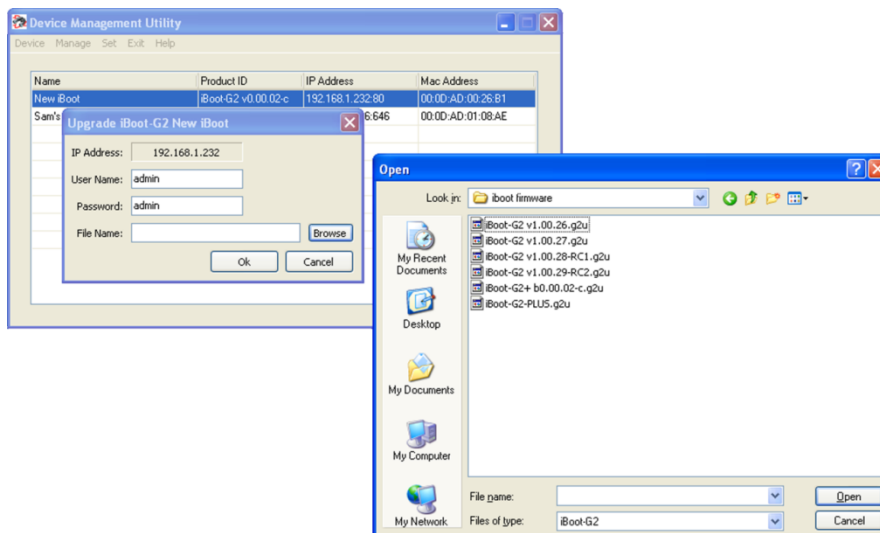 Device Management Utility
Device Manage Set Exit Help
Name Product ID IP Address Mac Address
New iBoot iBoot-G2 v0.00.02-c 192.168.1.232:80 00:0D:AD:00:26:B1
Sam's 6:646 00:0D:AD:01:08:AE
Upgrade iBoot-G2 New iBoot
IP Address: 192.168.1.232
User Name: admin
Password: admin
File Name: Browse
Ok Cancel
Open
Look in: iboot firmware
My Recent Documents
Desktop
My Documents
My Computer
My Network
iBoot-G2 v1.00.26.g2u
iBoot-G2 v1.00.27.g2u
iBoot-G2 v1.00.28-RC1.g2u
iBoot-G2 v1.00.29-RC2.g2u
iBoot-G2+ b0.00.02-c.g2u
iBoot-G2-PLUS.g2u
File name: Open
Files of type: iBoot-G2 Cancel